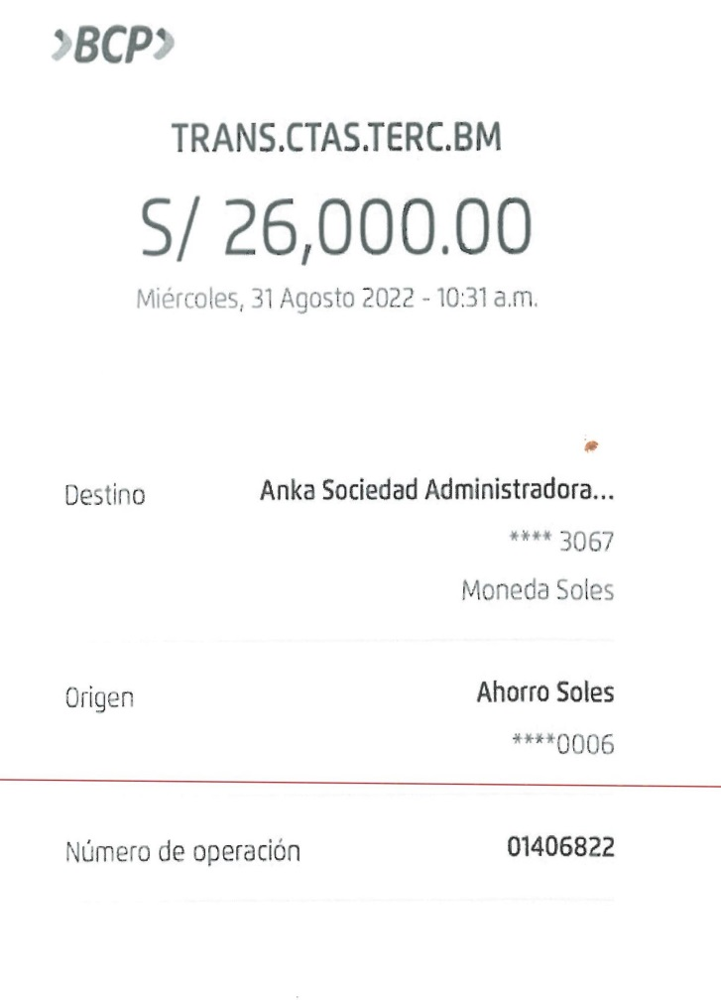 BCP
TRANS.CTAS.TERC.BM
S/ 26,000.00
Miércoles, 31 Agosto 2022 - 10:31 a.m.
Destino Anka Sociedad Administradora...
**** 3067
Moneda Soles
Origen Ahorro Soles
****0006
Número de operación 01406822